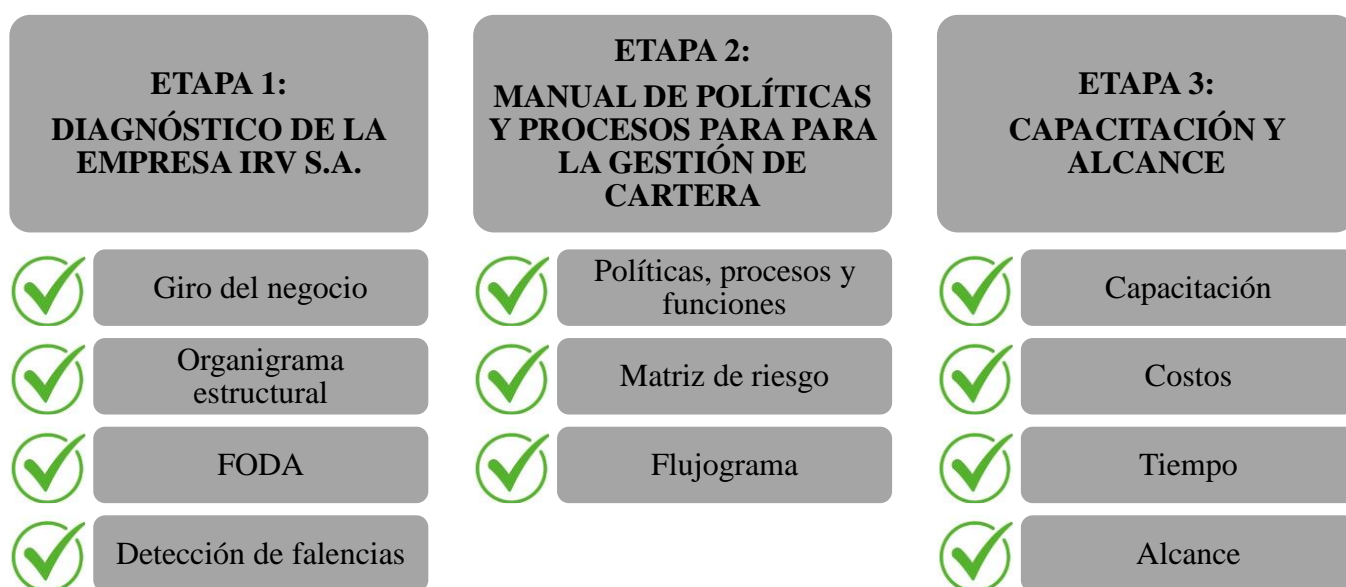 ETAPA 1:
DIAGNÓSTICO DE LA
EMPRESA IRV S.A.
Giro del negocio
Organigrama
estructural
FODA
Detección de falencias
ETAPA 2:
MANUAL DE POLÍTICAS
Y PROCESOS PARA PARA
LA GESTIÓN DE
CARTERA
Políticas, procesos y
funciones
Matriz de riesgo
Flujograma
ETAPA 3:
CAPACITACIÓN Y
ALCANCE
Capacitación
Costos
Tiempo
Alcance